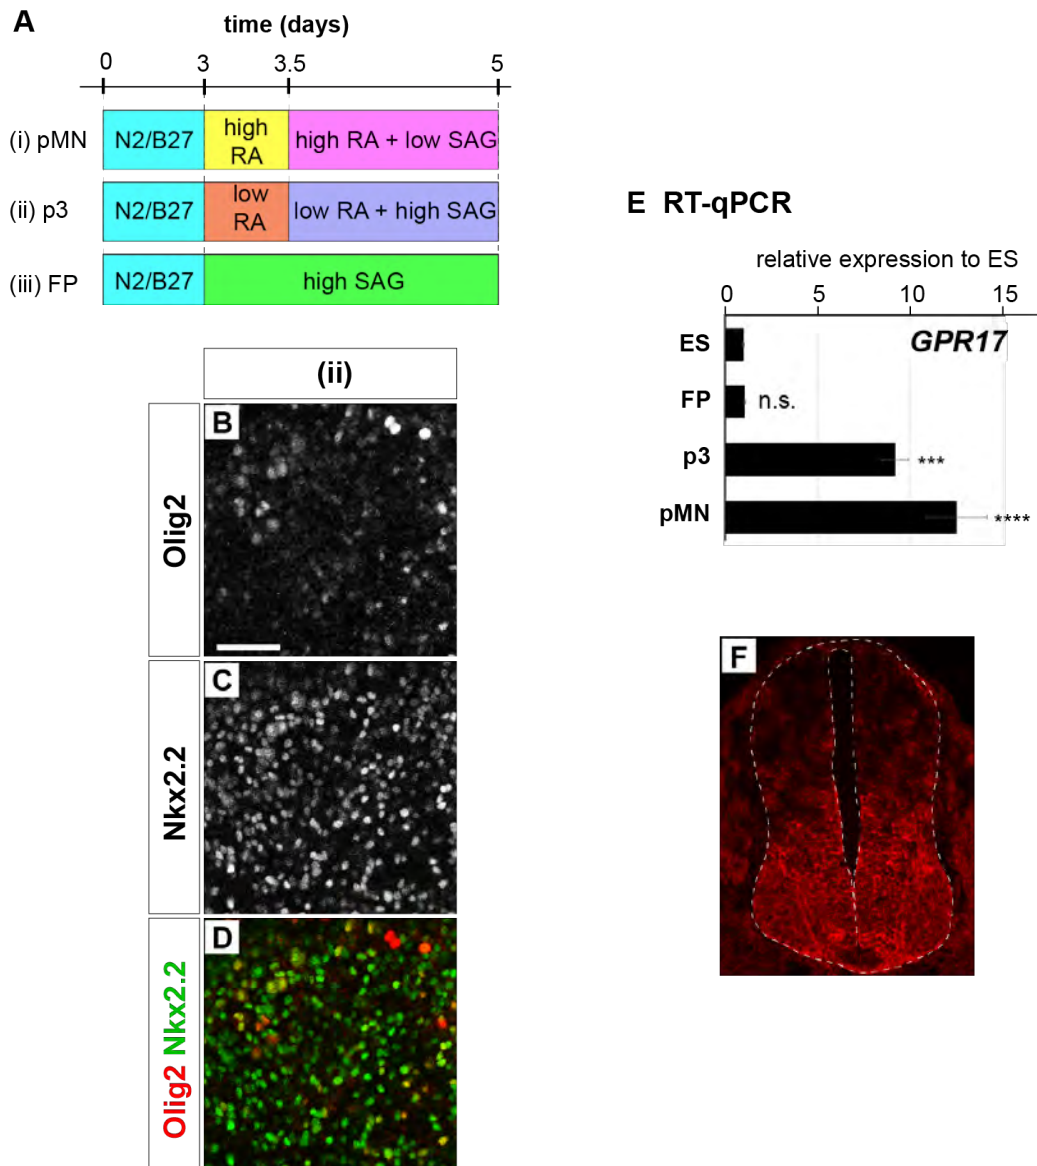 A
time (days)
0 3 3.5 5
(i) pMN N2/B27 high RA high RA + low SAG
(ii) p3 N2/B27 low RA low RA + high SAG
(iii) FP N2/B27 high SAG
(ii)
B
Olig2
C
Nkx2.2
D
Olig2 Nkx2.2
E RT-qPCR
relative expression to ES
0 5 10 15
GPR17
ES
FP n.s.
p3 ***
pMN ****
F